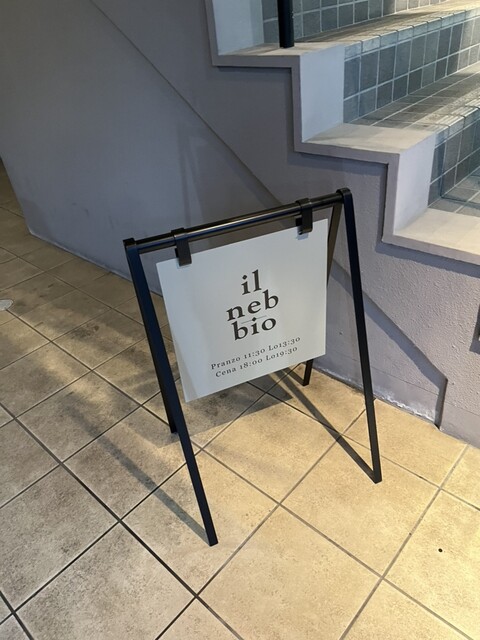 il
neb
bio
Pranzo 11:30 Lo13:30
Cena 18:00 Lo19:30